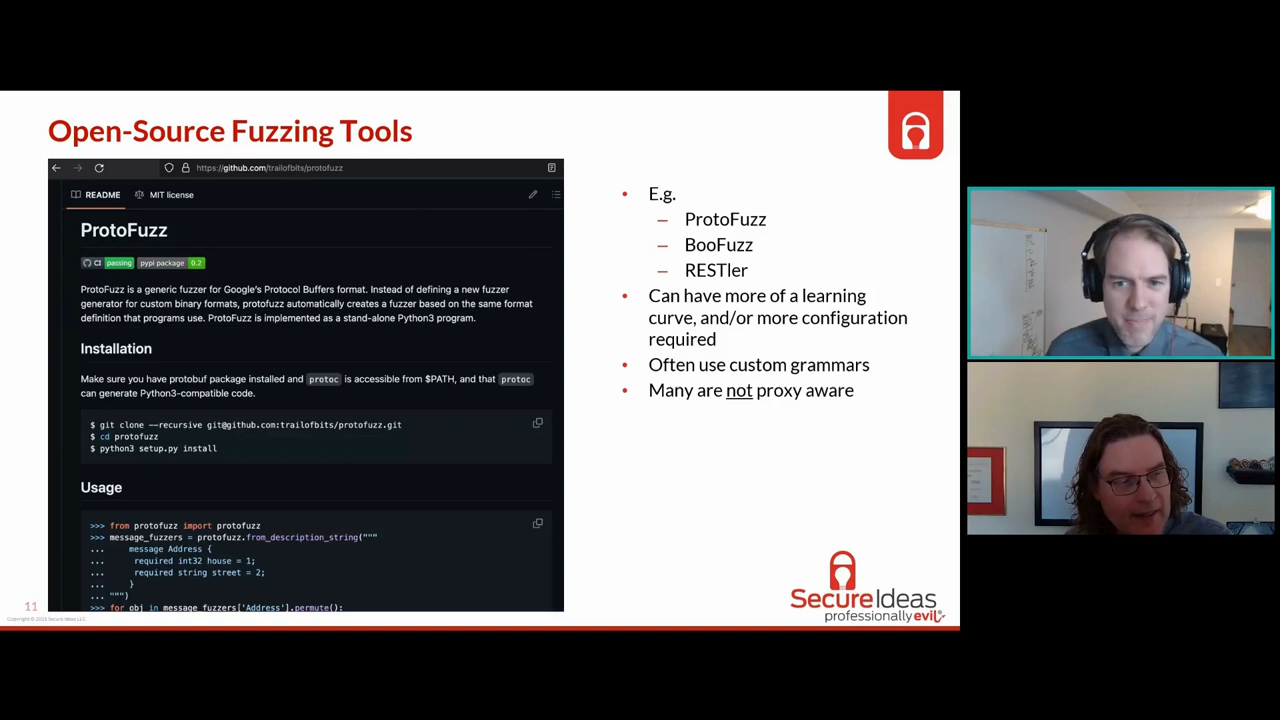 Open-Source Fuzzing Tools
https://github.com/trailofbits/protofuzz
README MIT license
ProtoFuzz
CI passing pypi package 0.2
ProtoFuzz is a generic fuzzer for Google's Protocol Buffers format. Instead of defining a new fuzzer
generator for custom binary formats, protofuzz automatically creates a fuzzer based on the same format
definition that programs use. ProtoFuzz is implemented as a stand-alone Python3 program.
Installation
Make sure you have protobuf package installed and protoc is accessible from $PATH, and that protoc
can generate Python3-compatible code.
$ git clone --recursive git@github.com:trailofbits/protofuzz.git
$ cd protofuzz
$ python3 setup.py install
Usage
>>> from protofuzz import protofuzz
>>> message_fuzzers = protofuzz.from_description_string("""
... message Address {
... required int32 house = 1;
... required string street = 2;
... }
... """)
>>> for obj in message_fuzzers['Address'].permute():
• E.g.
– ProtoFuzz
– BooFuzz
– RESTler
• Can have more of a learning
curve, and/or more configuration
required
• Often use custom grammars
• Many are not proxy aware
11
Secure Ideas
professionally evil